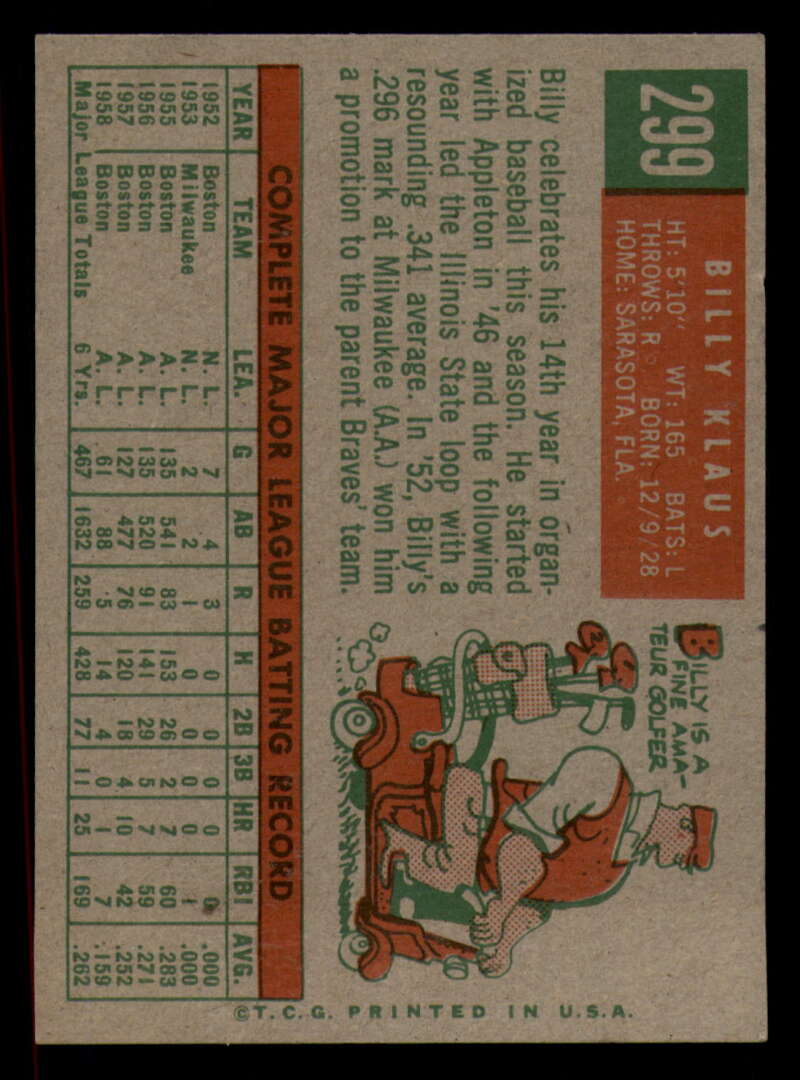 299
BILLY KLAUS
HT: 5'10" WT: 165 BATS: L
THROWS: R BORN: 12/9/28
HOME: SARASOTA, FLA.
Billy celebrates his 14th year in organ-
ized baseball this season. He started
with Appleton in '46 and the following
year led the Illinois State loop with a
resounding .341 average. In '52, Billy's
.296 mark at Milwaukee (A.A.) won him
a promotion to the parent Braves' team.
BILLY IS A
FINE AMA-
TEUR GOLFER
COMPLETE MAJOR LEAGUE BATTING RECORD
YEAR TEAM LEA. G AB R H 2B 3B HR RBI AVG.
1952 Boston N. L. 7 4 3 0 0 0 0 0 .000
1953 Milwaukee N. L. 2 2 1 0 0 0 0 1 .000
1955 Boston A. L. 135 541 83 153 26 2 7 60 .283
1956 Boston A. L. 135 520 91 141 29 5 7 59 .271
1957 Boston A. L. 127 477 76 120 18 4 10 42 .252
1958 Boston A. L. 61 88 5 14 4 0 1 7 .159
Major League Totals 6 Yrs. 467 1632 259 428 77 11 25 169 .262
©T.C.G. PRINTED IN U.S.A.